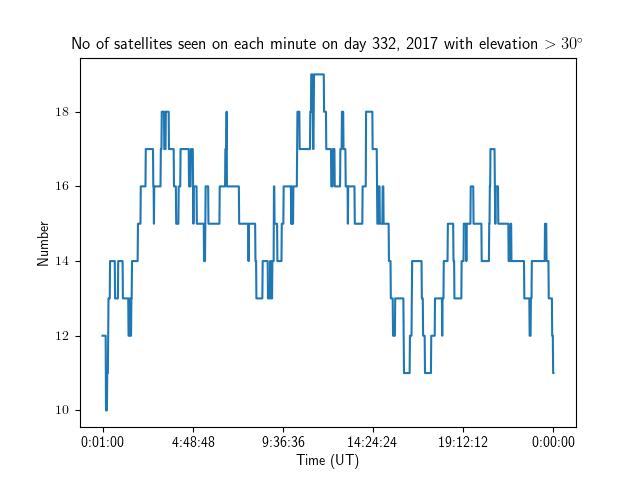 No of satellites seen on each minute on day 332, 2017 with elevation > 30°
Number
18
16
14
12
10
0:01:00 4:48:48 9:36:36 14:24:24 19:12:12 0:00:00
Time (UT)